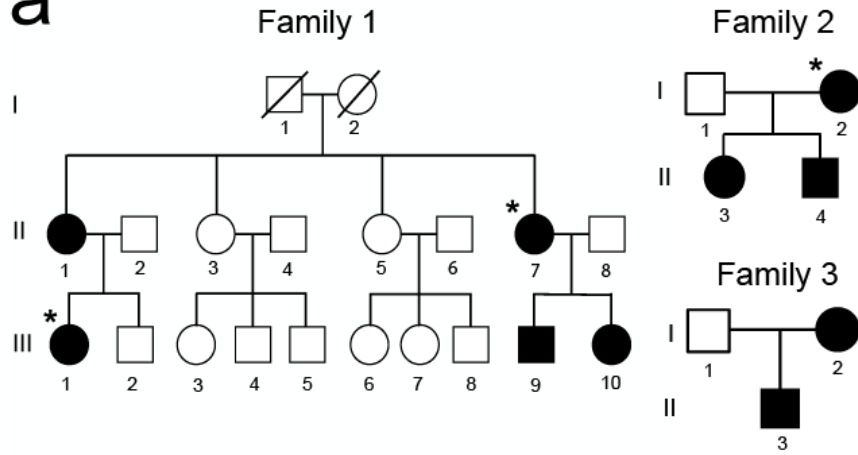 a
Family 1
I
1 2
*
II
1 2 3 4 5 6 7 8
*
III
1 2 3 4 5 6 7 8 9 10
Family 2
*
I
1 2
II
3 4
Family 3
I
1 2
II
3